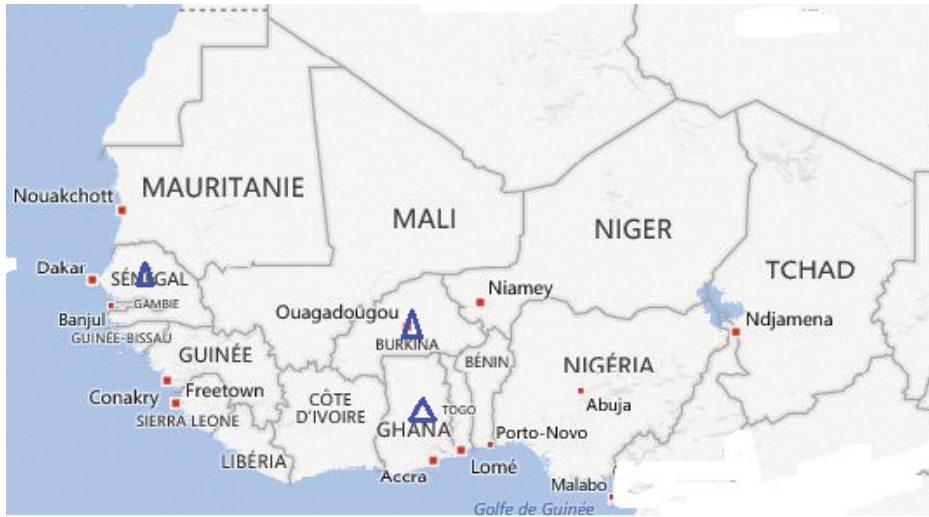 MAURITANIE
Nouakchott
MALI
NIGER
TCHAD
Dakar
SÉNÉGAL
Niamey
GAMBIE
Ouagadougou
Banjul
Ndjamena
GUINÉE-BISSAU
BURKINA
GUINÉE
BÉNIN
NIGÉRIA
Conakry
Freetown
CÔTE
D'IVOIRE
TOGO
Abuja
SIERRA LEONE
GHANA
Porto-Novo
LIBÉRIA
Lomé
Accra
Malabo
Golfe de Guinée